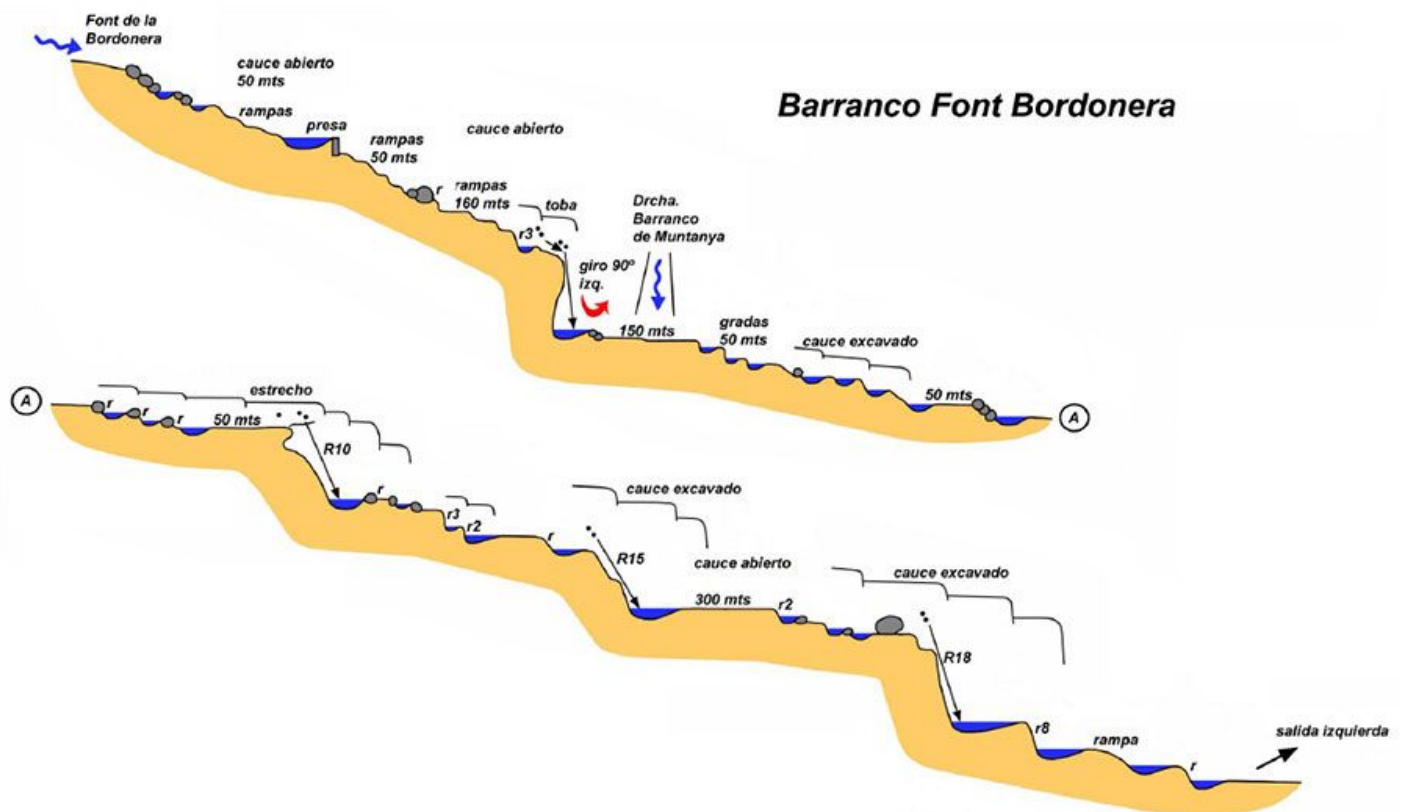 Font de la
Bordonera
Barranco Font Bordonera
cauce abierto
50 mts
rampas
presa
rampas
50 mts
cauce abierto
r
rampas
160 mts
toba
r3
Drcha.
Barranco
de Muntanya
giro 90º
izq.
150 mts
gradas
50 mts
cauce excavado
50 mts
A
A
estrecho
r
r
r
50 mts
R10
r
r3
r2
cauce excavado
r
R15
cauce abierto
300 mts
r2
cauce excavado
R18
r8
rampa
r
salida izquierda